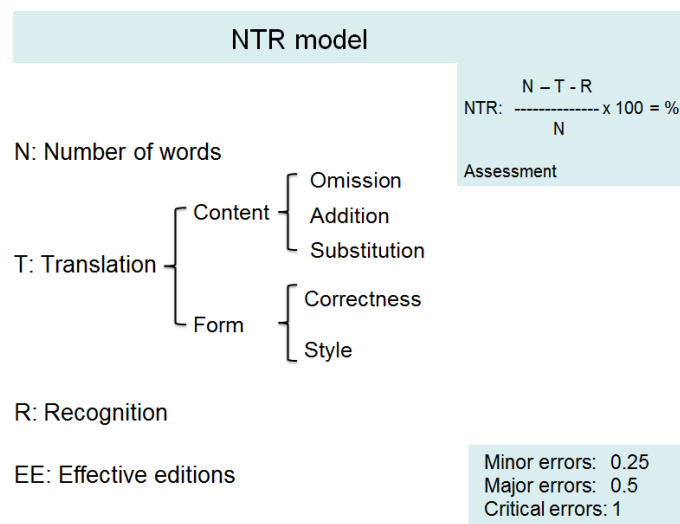 NTR model
N – T - R
NTR: -------------- x 100 = %
N
Assessment
N: Number of words
Omission
Content
Addition
Substitution
T: Translation
Correctness
Form
Style
R: Recognition
EE: Effective editions
Minor errors: 0.25
Major errors: 0.5
Critical errors: 1